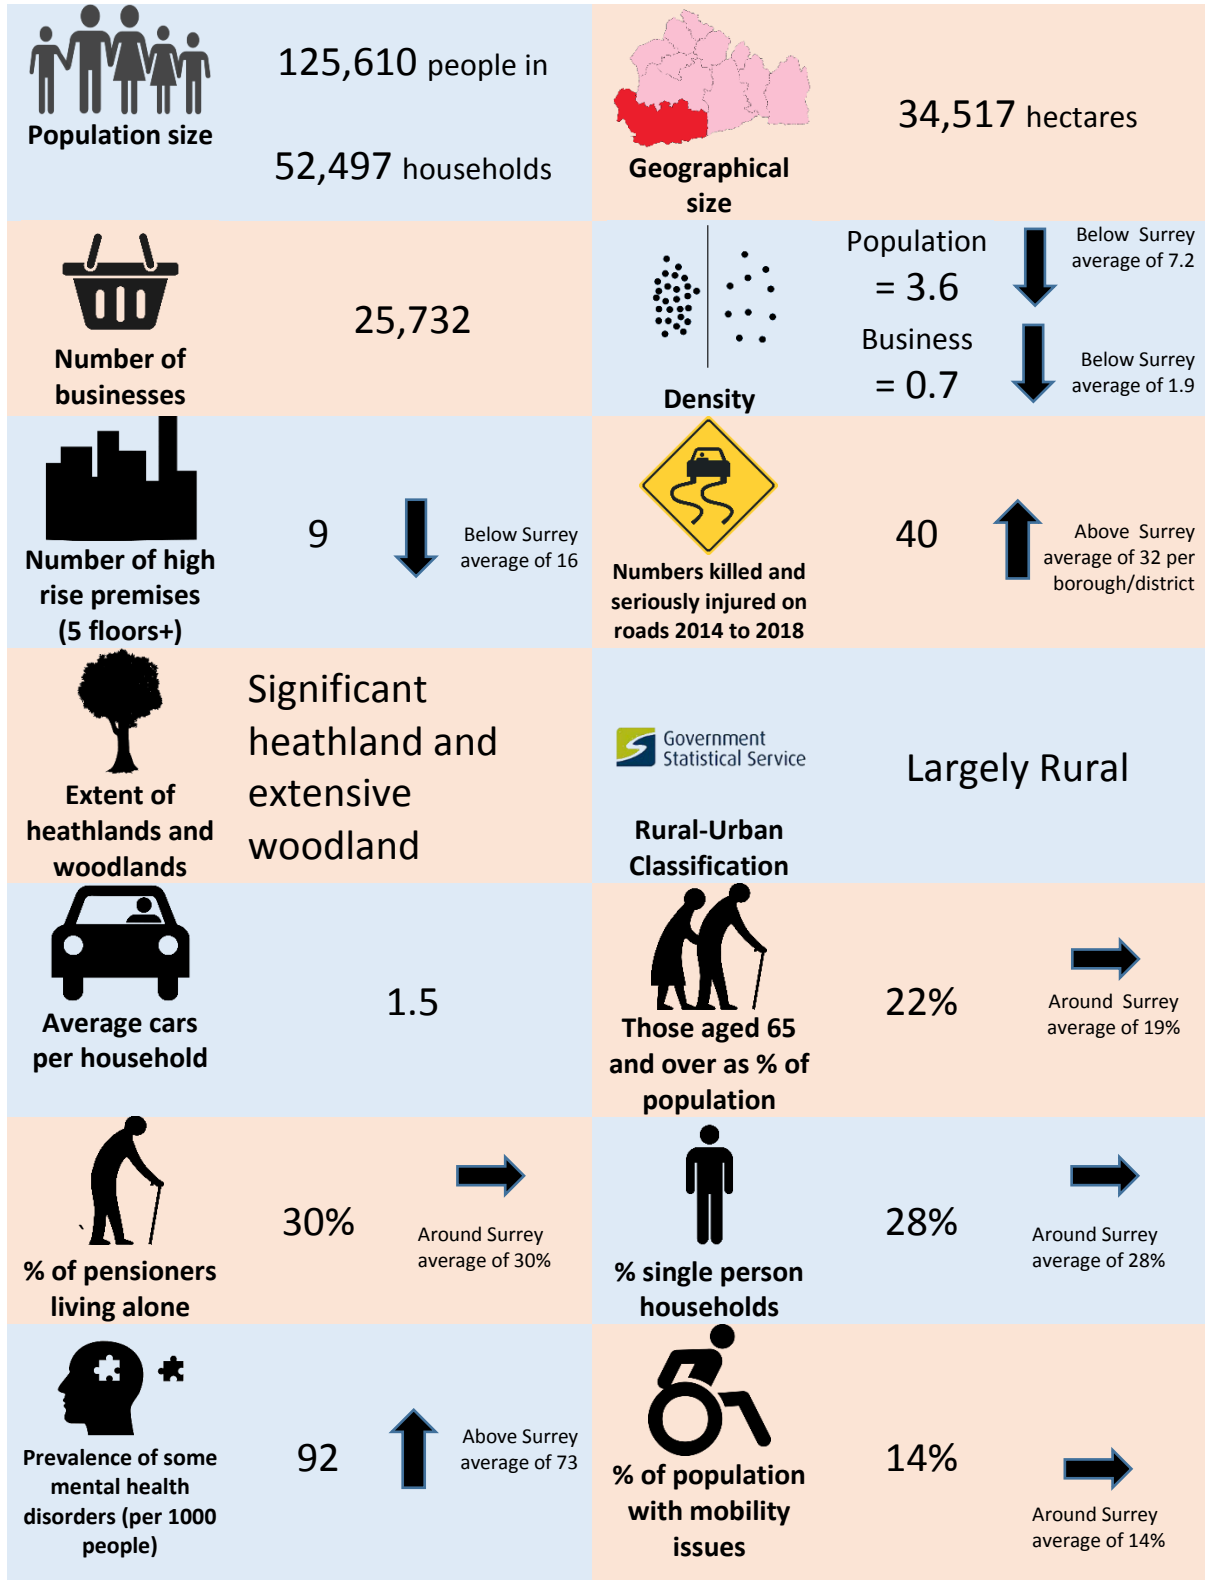 125,610 people in
52,497 households
Population size
34,517 hectares
Geographical
size
25,732
Number of
businesses
Population
= 3.6
Below Surrey
average of 7.2
Business
= 0.7
Below Surrey
average of 1.9
Density
9
Below Surrey
average of 16
Number of high
rise premises
(5 floors+)
40
Above Surrey
average of 32 per
borough/district
Numbers killed and
seriously injured on
roads 2014 to 2018
Significant
heathland and
extensive
woodland
Extent of
heathlands and
woodlands
Government
Statistical Service
Largely Rural
Rural-Urban
Classification
1.5
Average cars
per household
22%
Around Surrey
average of 19%
Those aged 65
and over as % of
population
30%
Around Surrey
average of 30%
% of pensioners
living alone
28%
Around Surrey
average of 28%
% single person
households
92
Above Surrey
average of 73
Prevalence of some
mental health
disorders (per 1000
people)
14%
Around Surrey
average of 14%
% of population
with mobility
issues